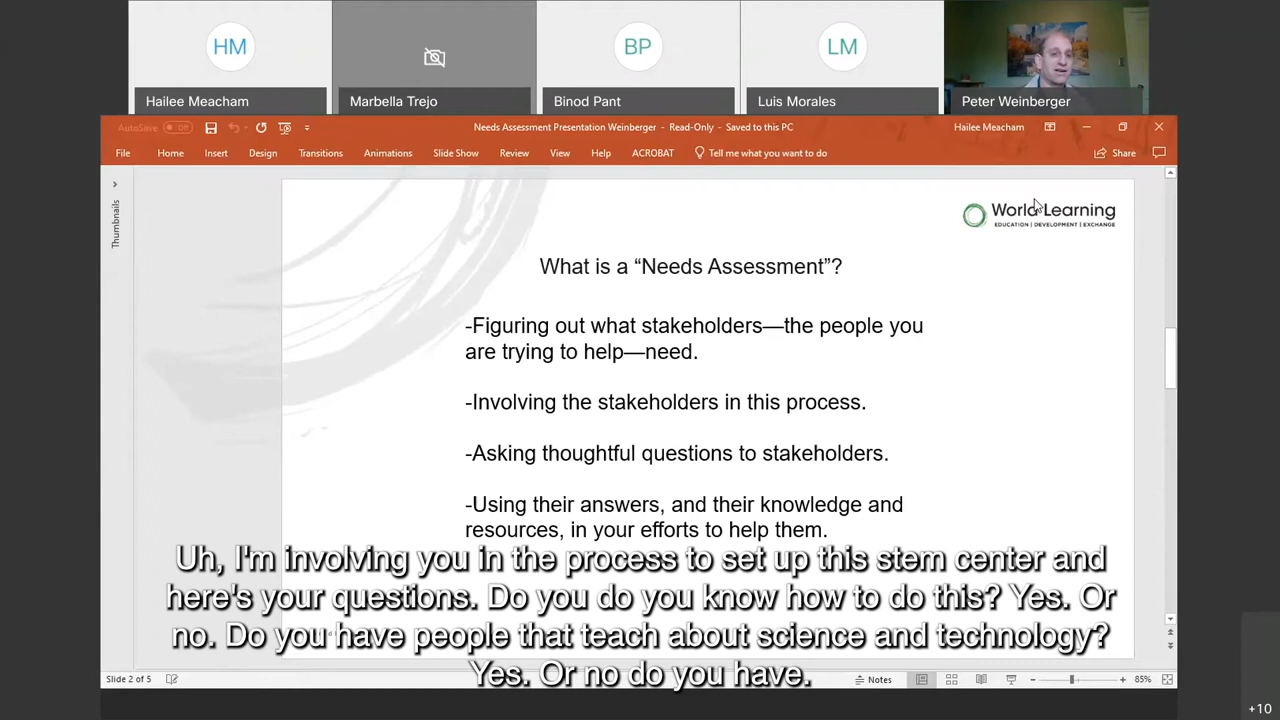 HM
BP
LM
Hailee Meacham
Marbella Trejo
Binod Pant
Luis Morales
Peter Weinberger
AutoSave Off
Needs Assessment Presentation Weinberger - Read-Only - Saved to this PC
Hailee Meacham
File Home Insert Design Transitions Animations Slide Show Review View Help ACROBAT Tell me what you want to do Share
Thumbnails
World Learning
EDUCATION | DEVELOPMENT | EXCHANGE
What is a “Needs Assessment”?
-Figuring out what stakeholders—the people you
are trying to help—need.
-Involving the stakeholders in this process.
-Asking thoughtful questions to stakeholders.
-Using their answers, and their knowledge and
resources, in your efforts to help them.
Uh, I'm involving you in the process to set up this stem center and
here's your questions. Do you do you know how to do this? Yes. Or
no. Do you have people that teach about science and technology?
Yes. Or no do you have.
Slide 2 of 5
Notes
85%
+10